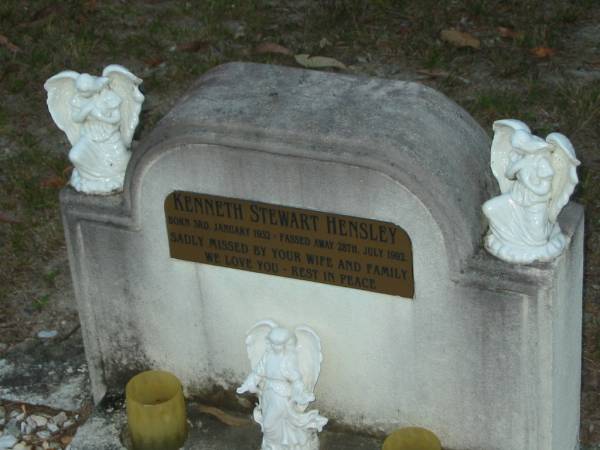 KENNETH STEWART HENSLEY
BORN 3RD. JANUARY 1932 - PASSED AWAY 28TH. JULY 1992.
SADLY MISSED BY YOUR WIFE AND FAMILY
WE LOVE YOU - REST IN PEACE